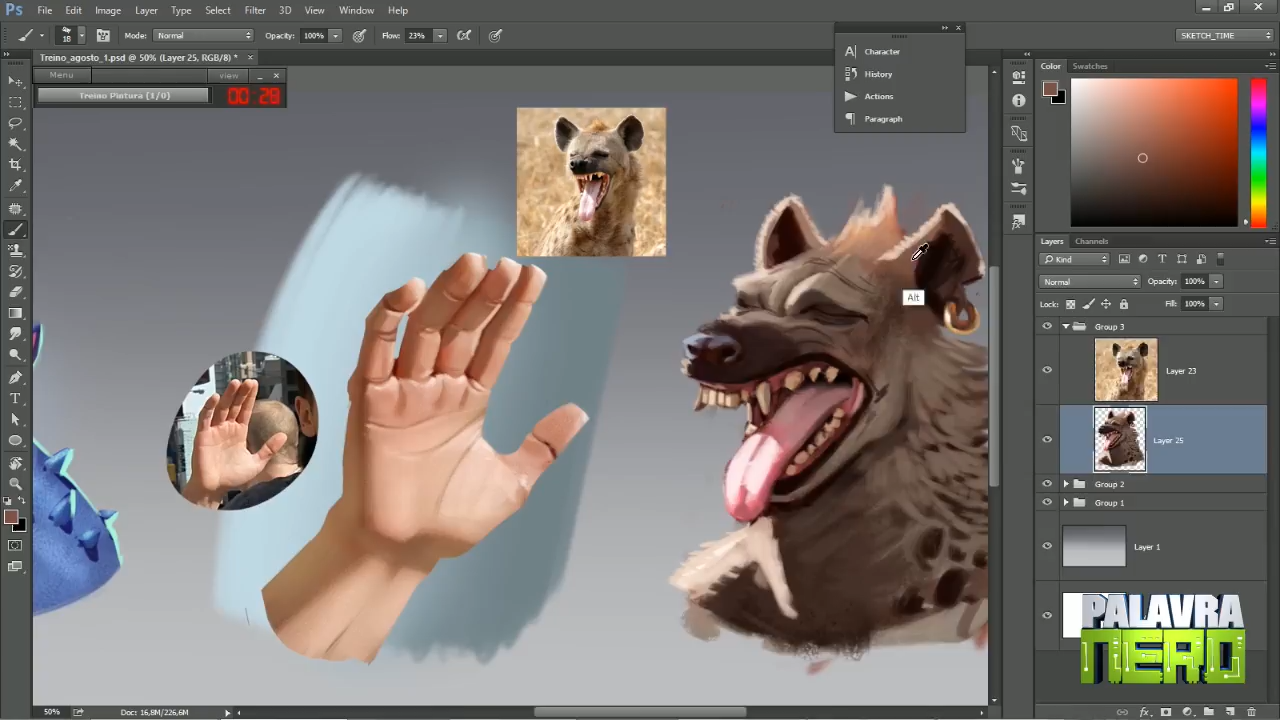 Ps File Edit Image Layer Type Select Filter 3D View Window Help
18 Mode: Normal Opacity: 100% Flow: 23% SKETCH_TIME
Treino_agosto_1.psd @ 50% (Layer 25, RGB/8) *
Menu view
Treino Pintura (1/0) 00:28
Character
History
Actions
Paragraph
Alt
Color Swatches
Layers Channels
Kind
Normal Opacity: 100%
Lock: Fill: 100%
Group 3
Layer 23
Layer 25
Group 2
Group 1
Layer 1
PALAVRA
NERD
50% Doc: 16,8M/226,6M